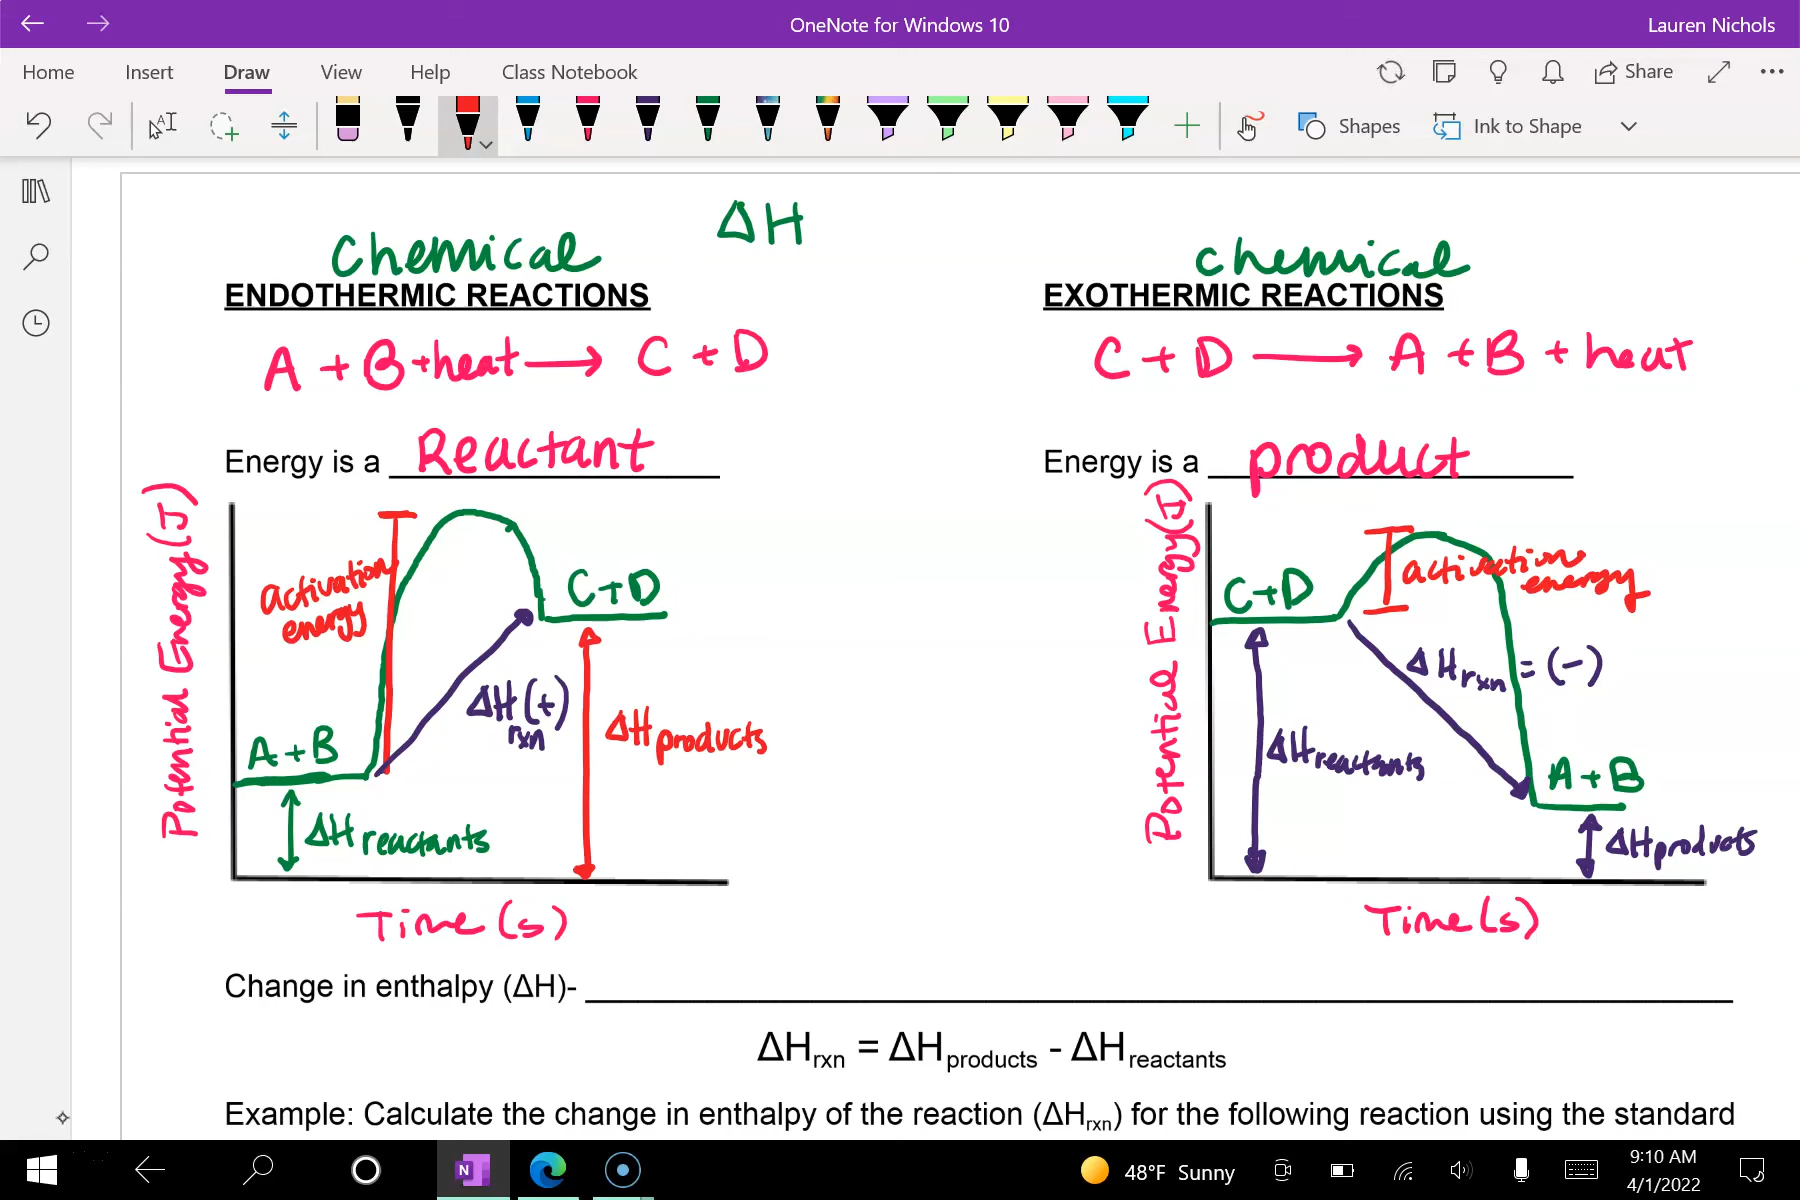 OneNote for Windows 10
Lauren Nichols
Home Insert Draw View Help Class Notebook
Share
Shapes Ink to Shape
ΔH
Chemical
ENDOTHERMIC REACTIONS
A + B + heat → C + D
Energy is a Reactant
Potential Energy (J)
activation
energy
C+D
ΔH (+)
rxn
ΔH products
A + B
ΔH reactants
Time (s)
chemical
EXOTHERMIC REACTIONS
C + D → A + B + heat
Energy is a product
Potential Energy (J)
C+D
activation
energy
ΔH rxn = (-)
ΔH reactants
A + B
ΔH products
Time (s)
Change in enthalpy (ΔH)- ____
ΔHrxn = ΔHproducts - ΔHreactants
Example: Calculate the change in enthalpy of the reaction (ΔHrxn) for the following reaction using the standard
N
48°F Sunny
9:10 AM
4/1/2022